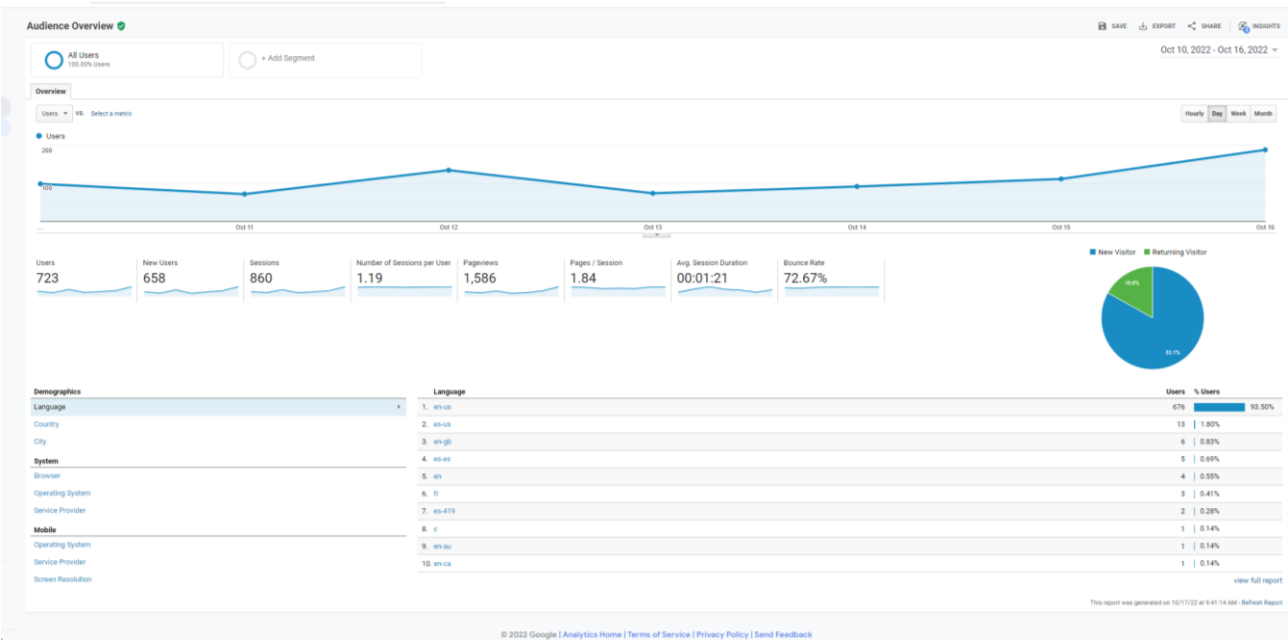 Audience Overview
SAVE EXPORT SHARE INSIGHTS
All Users
100.00% Users
+ Add Segment
Oct 10, 2022 - Oct 16, 2022
Overview
Users VS. Select a metric
Hourly Day Week Month
Users
200
100
... Oct 11 Oct 12 Oct 13 Oct 14 Oct 15 Oct 16
New Visitor Returning Visitor
Users New Users Sessions Number of Sessions per User Pageviews Pages / Session Avg. Session Duration Bounce Rate
723 658 860 1.19 1,586 1.84 00:01:21 72.67%
83.1%
Demographics Language Users % Users
Language 1. en-us 676 93.50%
Country 2. es-us 13 1.80%
City 3. en-gb 6 0.83%
System 4. es-es 5 0.69%
Browser 5. en 4 0.55%
Operating System 6. fr 3 0.41%
Service Provider 7. es-419 2 0.28%
Mobile 8. c 1 0.14%
Operating System 9. en-au 1 0.14%
Service Provider 10. en-ca 1 0.14%
Screen Resolution view full report
This report was generated on 10/17/22 at 9:41:14 AM - Refresh Report
© 2022 Google | Analytics Home | Terms of Service | Privacy Policy | Send Feedback